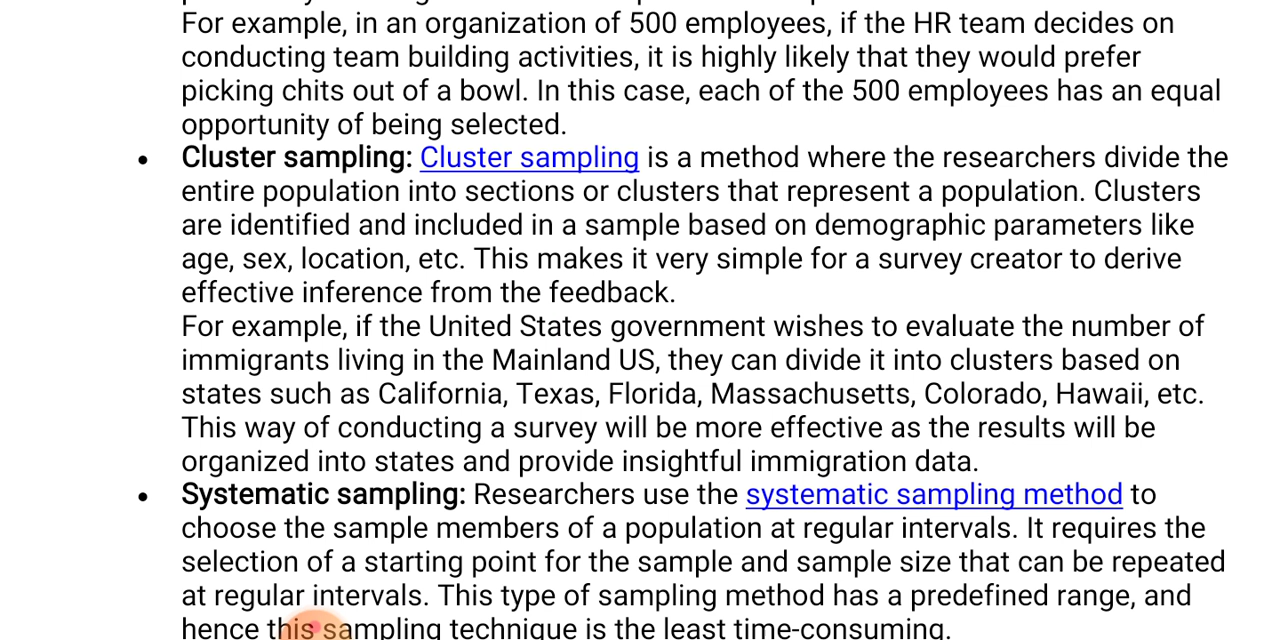 For example, in an organization of 500 employees, if the HR team decides on
conducting team building activities, it is highly likely that they would prefer
picking chits out of a bowl. In this case, each of the 500 employees has an equal
opportunity of being selected.
• Cluster sampling: Cluster sampling is a method where the researchers divide the
entire population into sections or clusters that represent a population. Clusters
are identified and included in a sample based on demographic parameters like
age, sex, location, etc. This makes it very simple for a survey creator to derive
effective inference from the feedback.
For example, if the United States government wishes to evaluate the number of
immigrants living in the Mainland US, they can divide it into clusters based on
states such as California, Texas, Florida, Massachusetts, Colorado, Hawaii, etc.
This way of conducting a survey will be more effective as the results will be
organized into states and provide insightful immigration data.
• Systematic sampling: Researchers use the systematic sampling method to
choose the sample members of a population at regular intervals. It requires the
selection of a starting point for the sample and sample size that can be repeated
at regular intervals. This type of sampling method has a predefined range, and
hence this sampling technique is the least time-consuming.